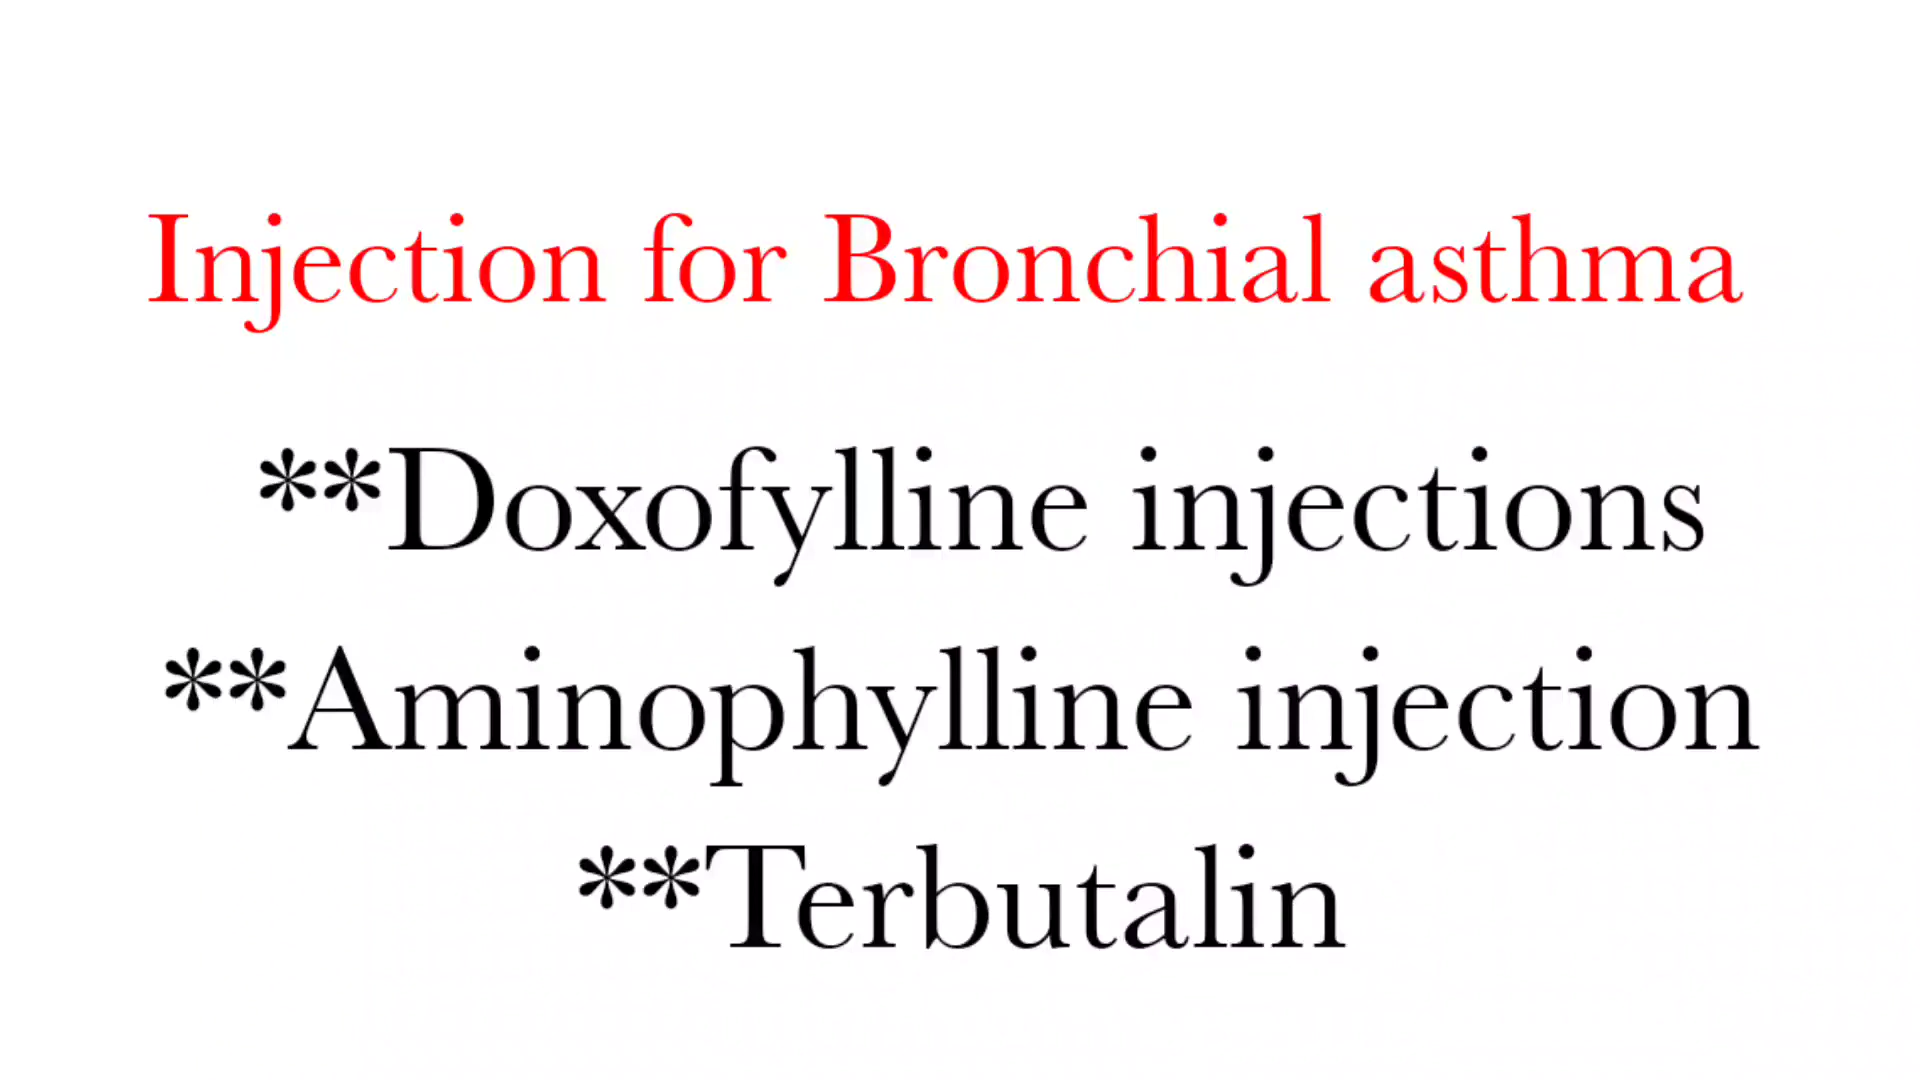 Injection for Bronchial asthma
**Doxofylline injections
**Aminophylline injection
**Terbutalin